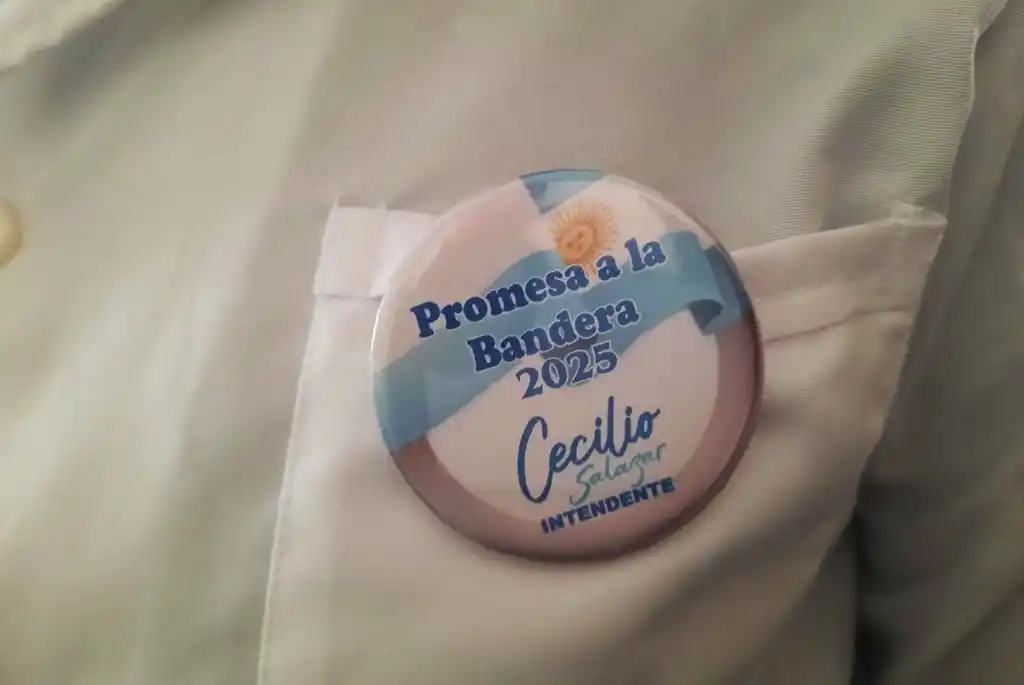 Promesa a la
Bandera
2025
Cecilio
Salazar
INTENDENTE